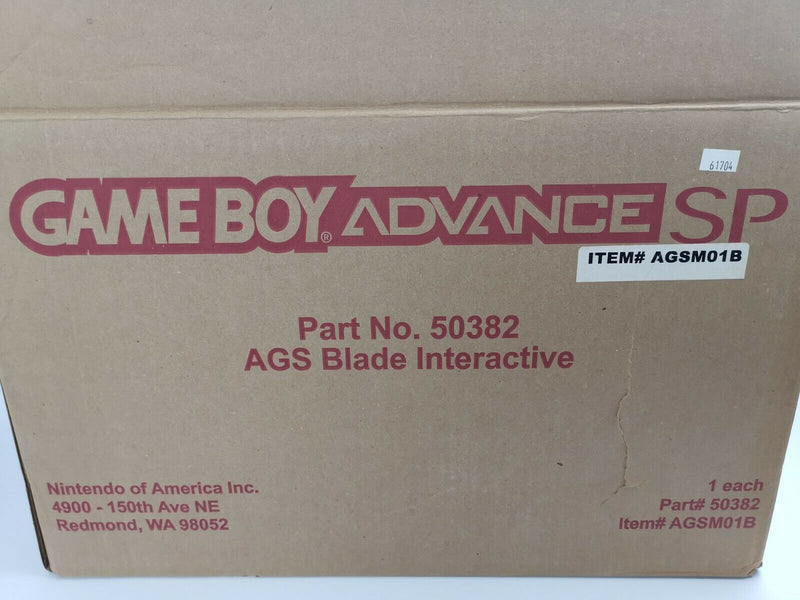 61704
GAME BOY® ADVANCE SP
ITEM# AGSM01B
Part No. 50382
AGS Blade Interactive
Nintendo of America Inc.
4900 - 150th Ave NE
Redmond, WA 98052
1 each
Part# 50382
Item# AGSM01B